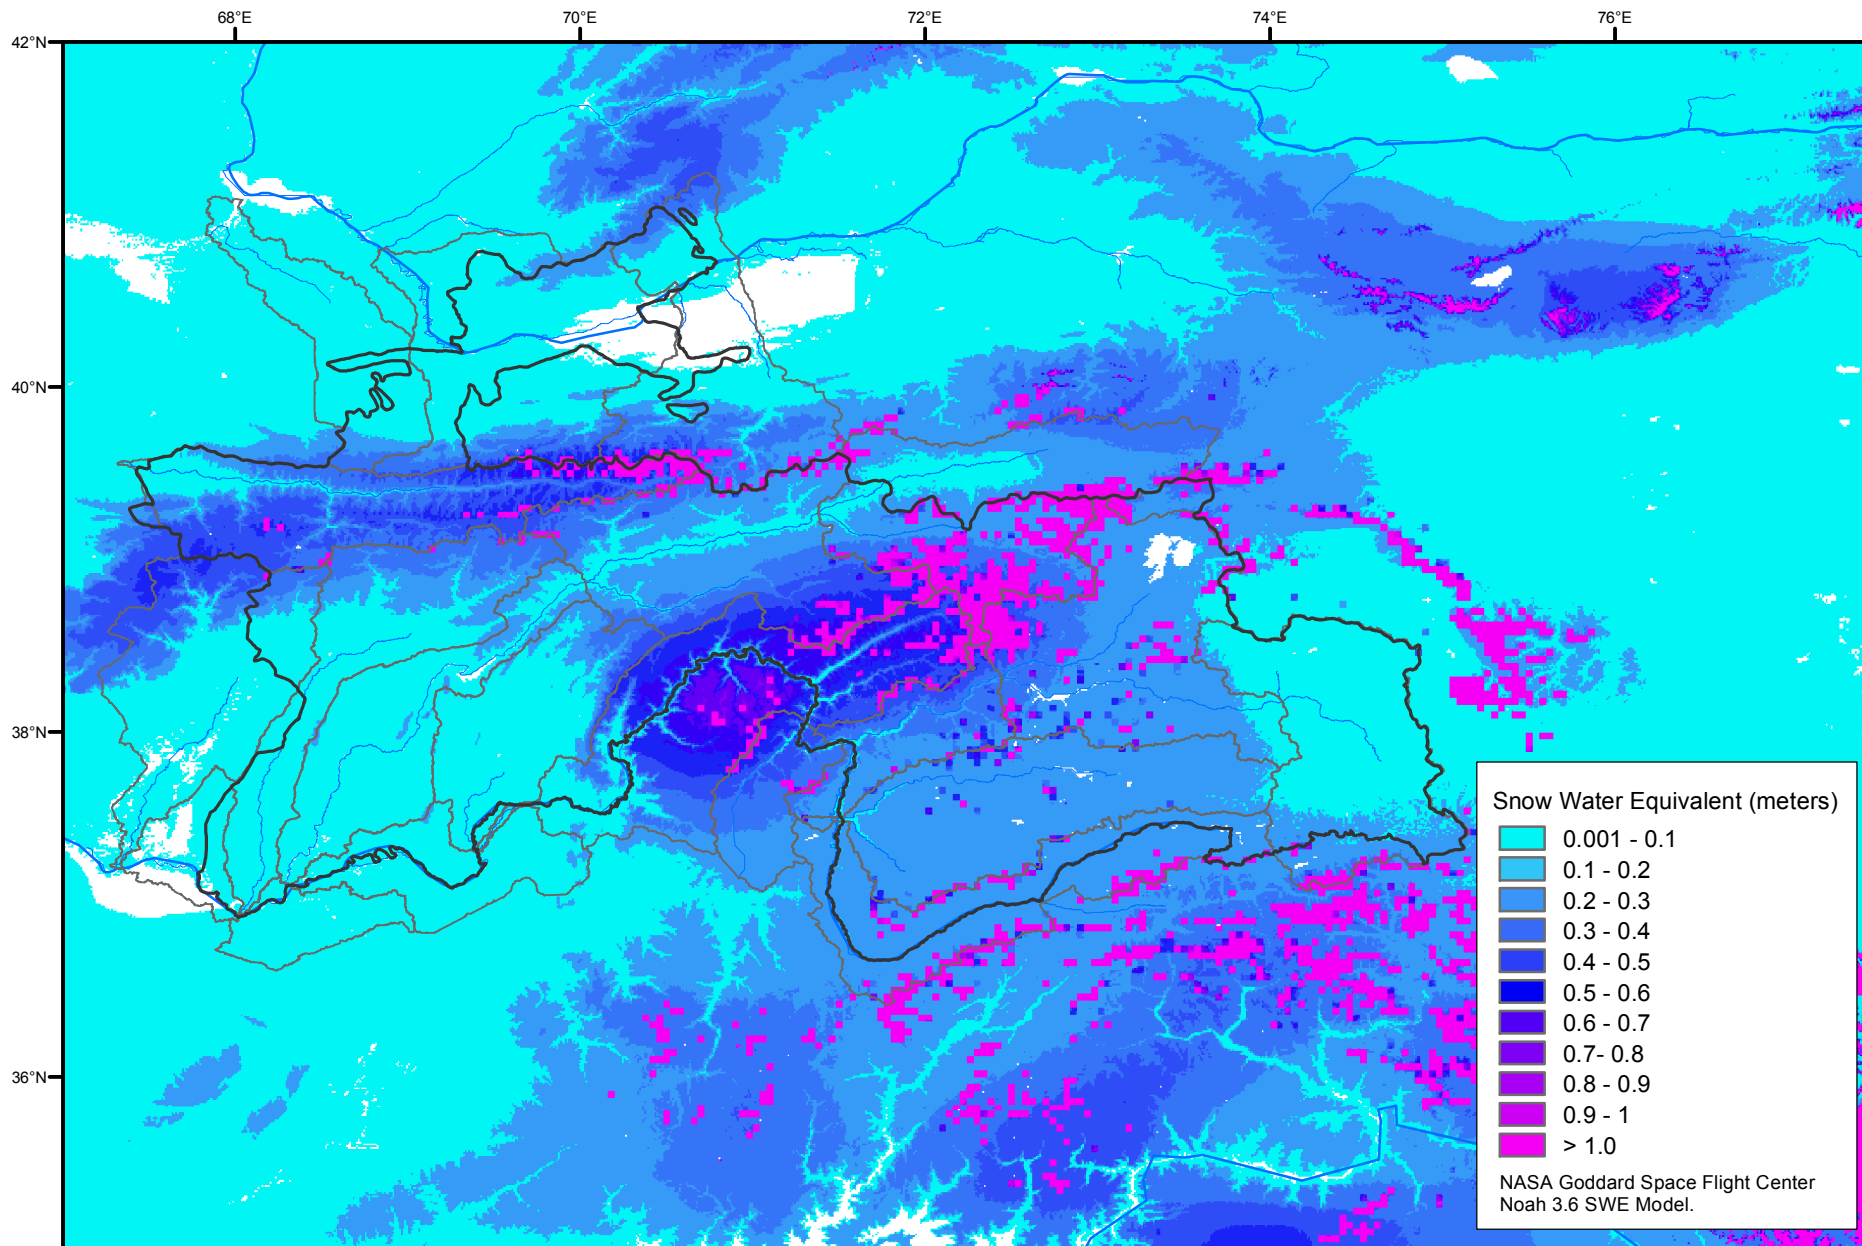 68°E
70°E
72°E
74°E
76°E
42°N
40°N
38°N
36°N
Snow Water Equivalent (meters)
0.001 - 0.1
0.1 - 0.2
0.2 - 0.3
0.3 - 0.4
0.4 - 0.5
0.5 - 0.6
0.6 - 0.7
0.7- 0.8
0.8 - 0.9
0.9 - 1
> 1.0
NASA Goddard Space Flight Center
Noah 3.6 SWE Model.